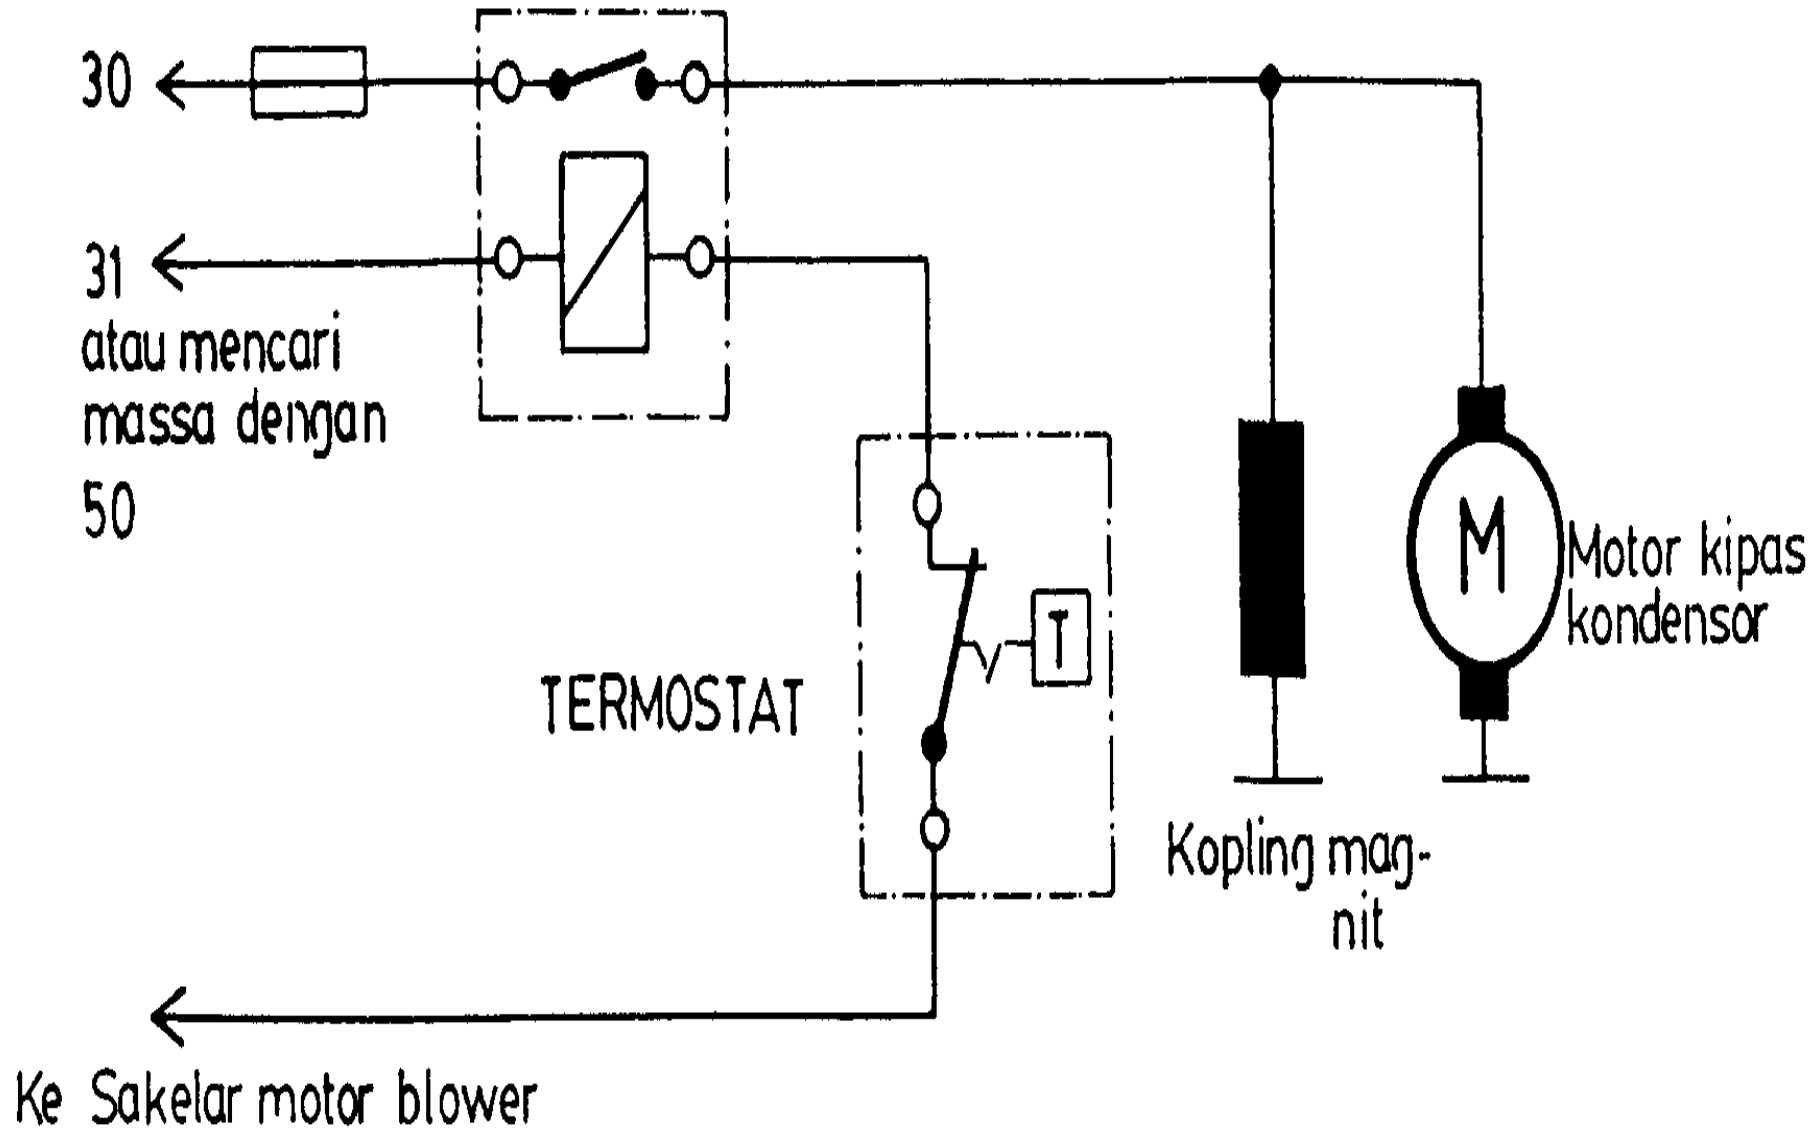 30
31
atau mencari
massa dengan
50
TERMOSTAT
T
M
Motor kipas
kondensor
Kopling mag-
nit
Ke Sakelar motor blower